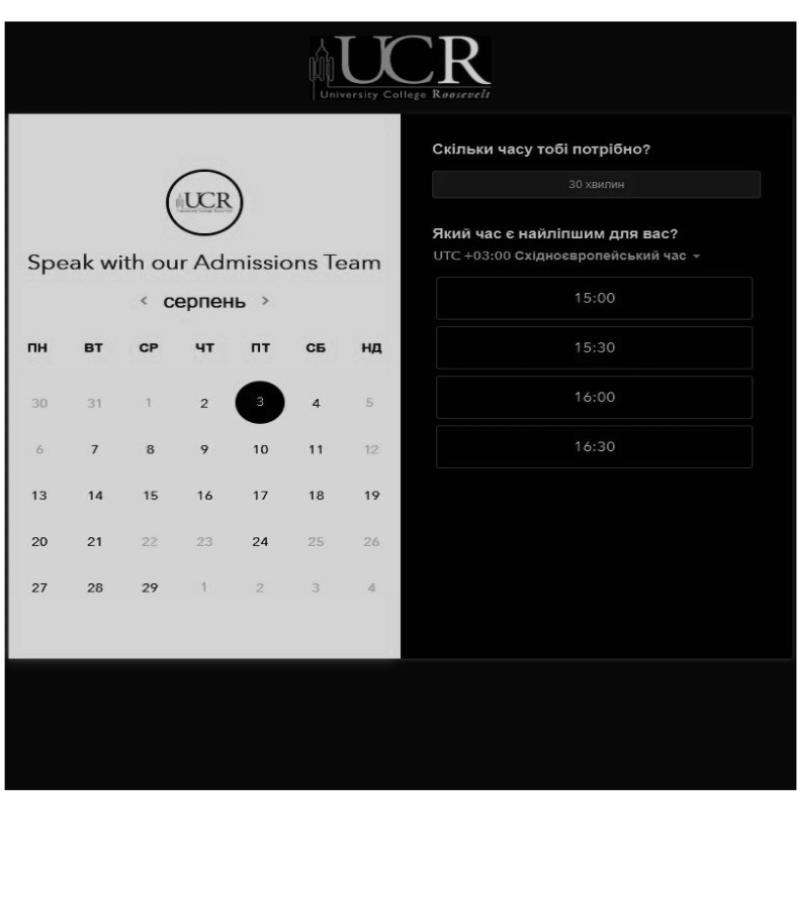 UCR
University College Roosevelt
UCR
Speak with our Admissions Team
< серпень >
ПН ВТ СР ЧТ ПТ СБ НД
30 31 1 2 3 4 5
6 7 8 9 10 11 12
13 14 15 16 17 18 19
20 21 22 23 24 25 26
27 28 29 1 2 3 4
Скільки часу тобі потрібно?
30 хвилин
Який час є найліпшим для вас?
UTC +03:00 Східноєвропейський час
15:00
15:30
16:00
16:30